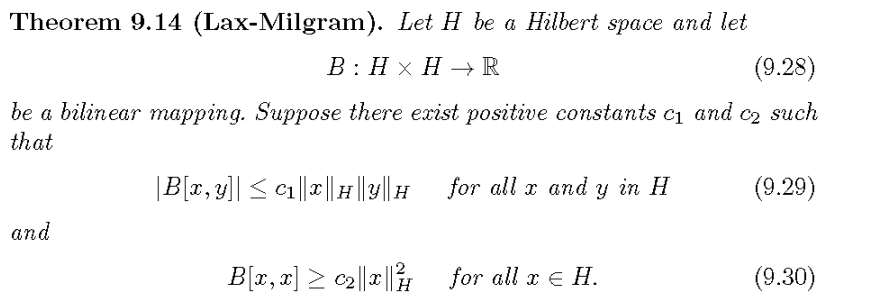 Theorem 9.14 (Lax-Milgram). Let H be a Hilbert space and let
B : H × H → ℝ (9.28)
be a bilinear mapping. Suppose there exist positive constants c₁ and c₂ such
that
|B[x, y]| ≤ c₁‖x‖_H‖y‖_H for all x and y in H (9.29)
and
B[x, x] ≥ c₂‖x‖²_H for all x ∈ H. (9.30)